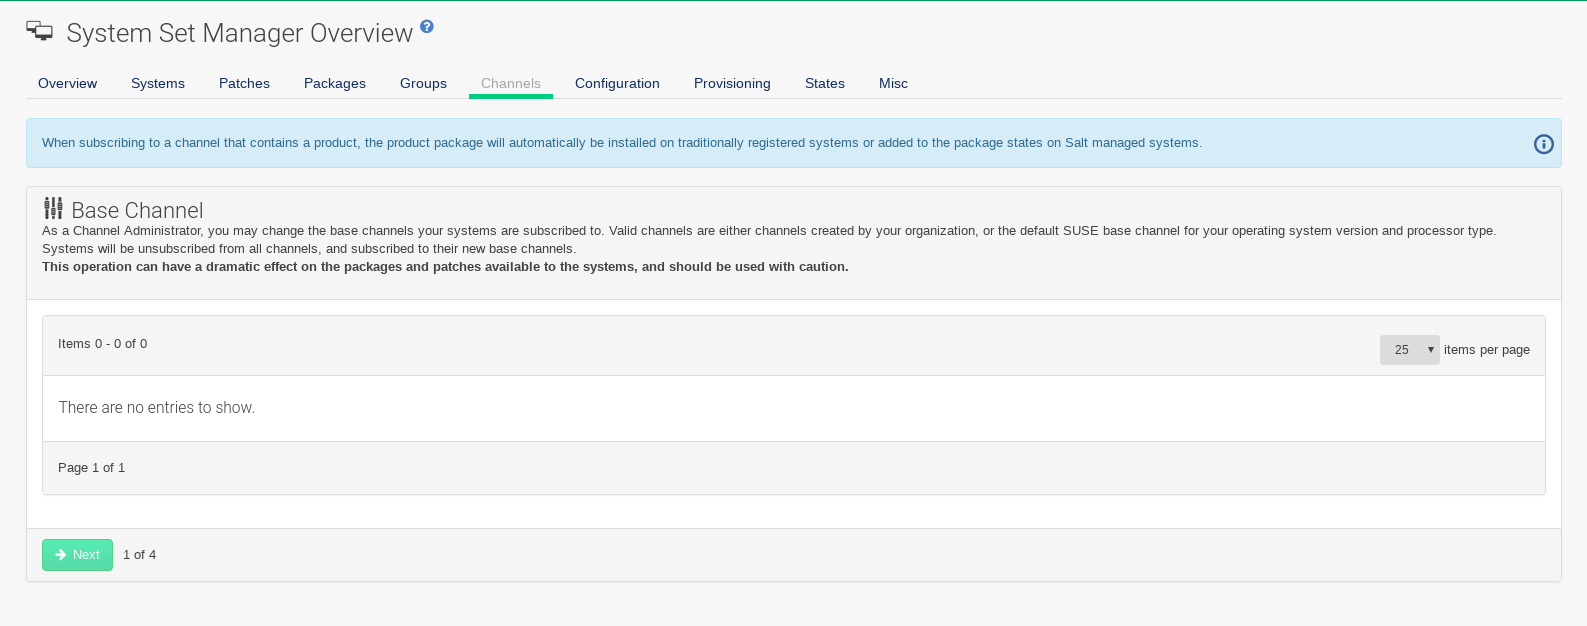 System Set Manager Overview
Overview Systems Patches Packages Groups Channels Configuration Provisioning States Misc
When subscribing to a channel that contains a product, the product package will automatically be installed on traditionally registered systems or added to the package states on Salt managed systems.
Base Channel
As a Channel Administrator, you may change the base channels your systems are subscribed to. Valid channels are either channels created by your organization, or the default SUSE base channel for your operating system version and processor type.
Systems will be unsubscribed from all channels, and subscribed to their new base channels.
This operation can have a dramatic effect on the packages and patches available to the systems, and should be used with caution.
Items 0 - 0 of 0
25 items per page
There are no entries to show.
Page 1 of 1
Next 1 of 4